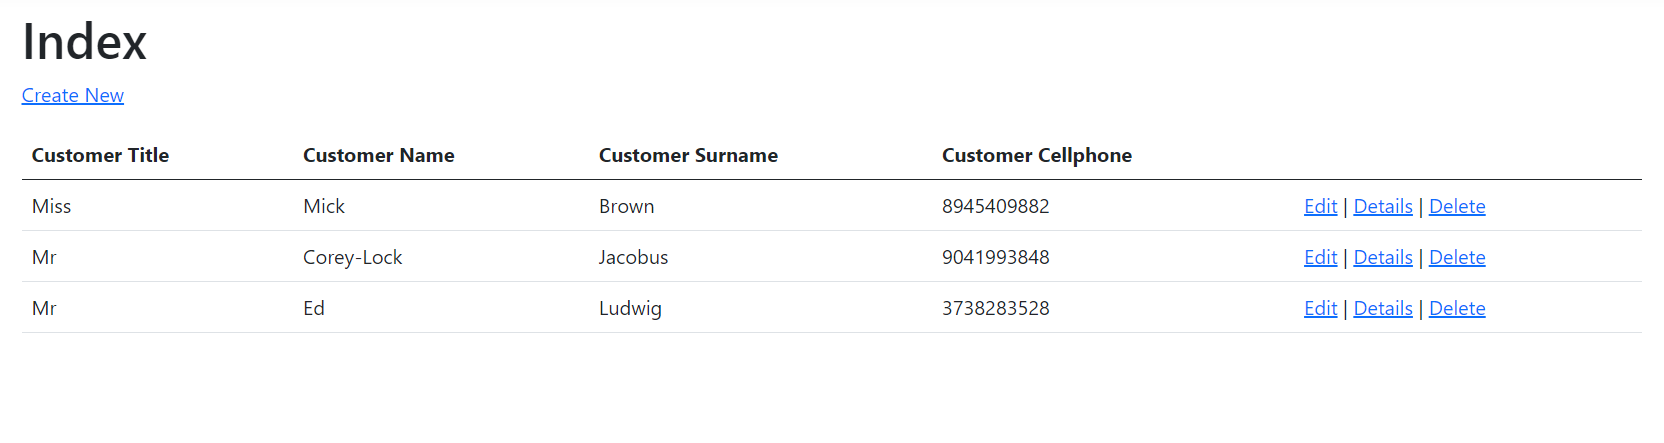 Index
Create New
Customer Title Customer Name Customer Surname Customer Cellphone
Miss Mick Brown 8945409882 Edit | Details | Delete
Mr Corey-Lock Jacobus 9041993848 Edit | Details | Delete
Mr Ed Ludwig 3738283528 Edit | Details | Delete